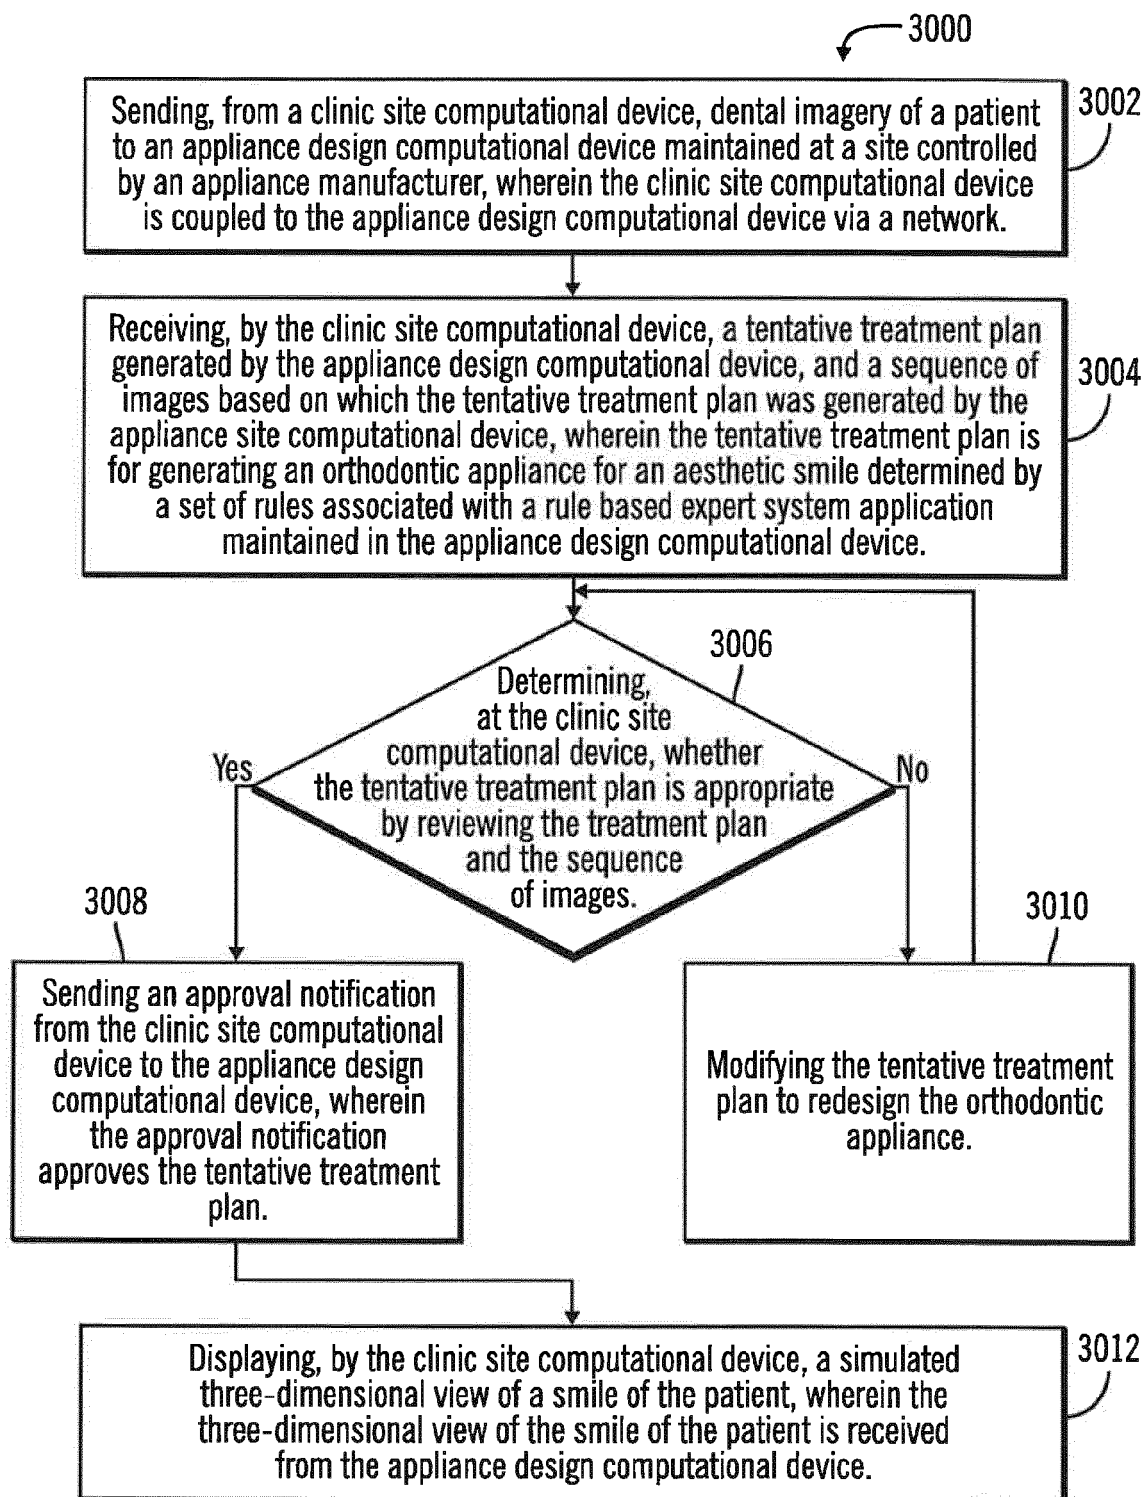 3000
Sending, from a clinic site computational device, dental imagery of a patient
to an appliance design computational device maintained at a site controlled
by an appliance manufacturer, wherein the clinic site computational device
is coupled to the appliance design computational device via a network.
3002
Receiving, by the clinic site computational device, a tentative treatment plan
generated by the appliance design computational device, and a sequence of
images based on which the tentative treatment plan was generated by the
appliance site computational device, wherein the tentative treatment plan is
for generating an orthodontic appliance for an aesthetic smile determined by
a set of rules associated with a rule based expert system application
maintained in the appliance design computational device.
3004
3006
Determining,
at the clinic site
computational device, whether
the tentative treatment plan is appropriate
by reviewing the treatment plan
and the sequence
of images.
Yes
No
3008
Sending an approval notification
from the clinic site computational
device to the appliance design
computational device, wherein
the approval notification
approves the tentative treatment
plan.
3010
Modifying the tentative treatment
plan to redesign the orthodontic
appliance.
Displaying, by the clinic site computational device, a simulated
three-dimensional view of a smile of the patient, wherein the
three-dimensional view of the smile of the patient is received
from the appliance design computational device.
3012